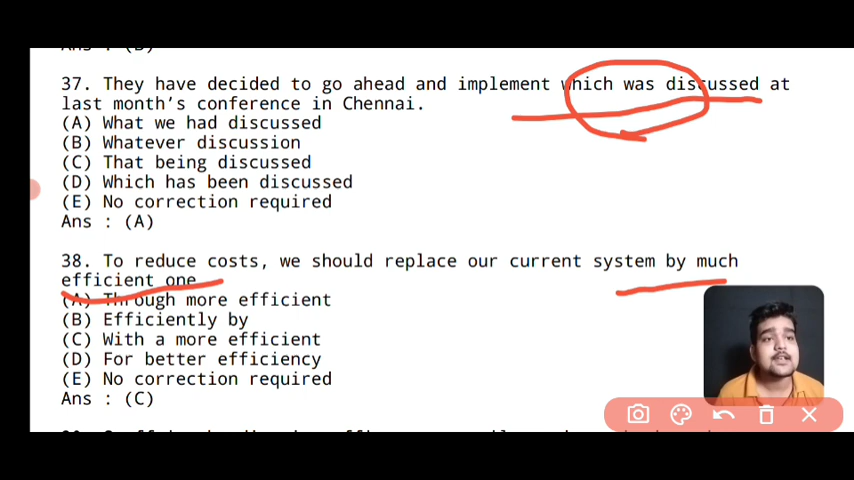 37. They have decided to go ahead and implement which was discussed at
last month's conference in Chennai.
(A) What we had discussed
(B) Whatever discussion
(C) That being discussed
(D) Which has been discussed
(E) No correction required
Ans : (A)
38. To reduce costs, we should replace our current system by much
efficient one
(A) Through more efficient
(B) Efficiently by
(C) With a more efficient
(D) For better efficiency
(E) No correction required
Ans : (C)